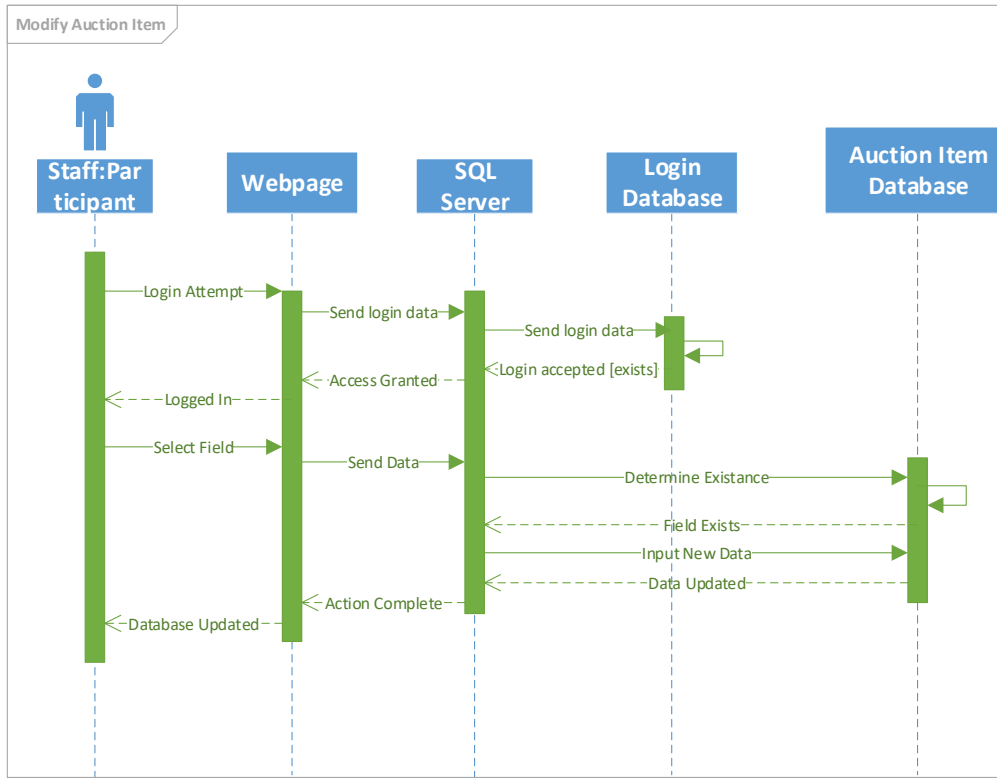 Modify Auction Item
Staff:Par
ticipant
Webpage
SQL
Server
Login
Database
Auction Item
Database
Login Attempt
Send login data
Send login data
Login accepted [exists]
Access Granted
Logged In
Select Field
Send Data
Determine Existance
Field Exists
Input New Data
Data Updated
Action Complete
Database Updated